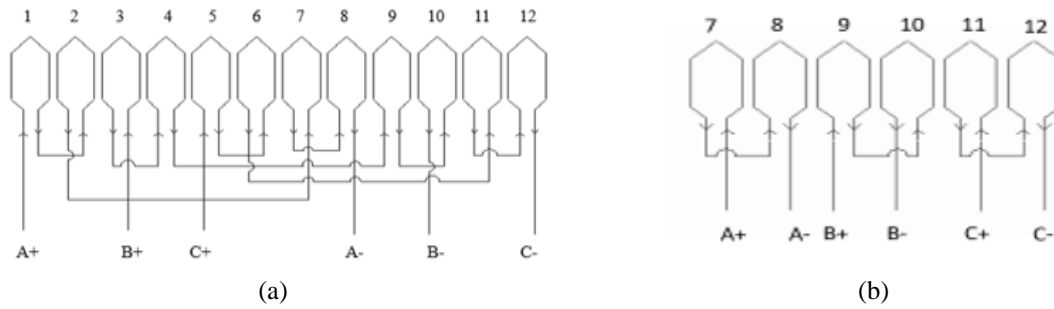 1 2 3 4 5 6 7 8 9 10 11 12
A+ B+ C+ A- B- C-
(a)
7 8 9 10 11 12
A+ A- B+ B- C+ C-
(b)